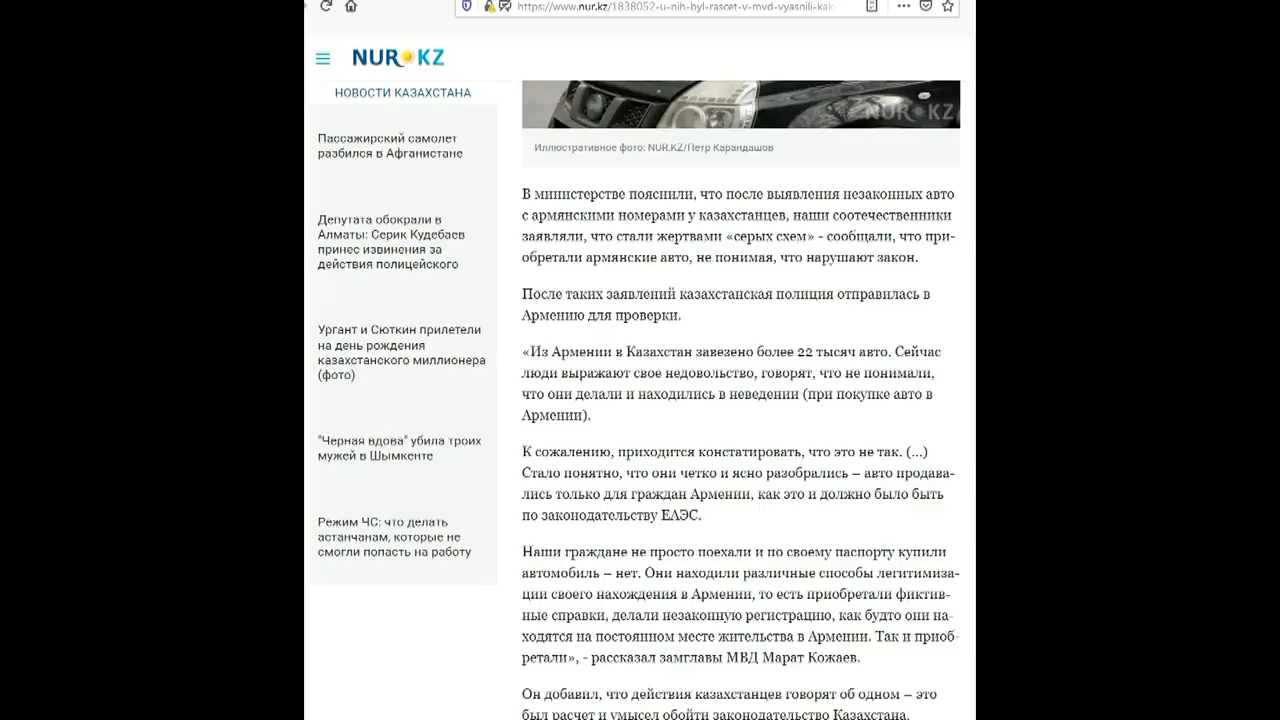 https://www.nur.kz/1838052-u-nih-byl-rascet-v-mvd-vyasnili-kak
NUR KZ
НОВОСТИ КАЗАХСТАНА
Пассажирский самолет
разбился в Афганистане
Депутата обокрали в
Алматы: Серик Кудебаев
принес извинения за
действия полицейского
Ургант и Сюткин прилетели
на день рождения
казахстанского миллионера
(фото)
"Черная вдова" убила троих
мужей в Шымкенте
Режим ЧС: что делать
астанчанам, которые не
смогли попасть на работу
NUR KZ
Иллюстративное фото: NUR.KZ/Петр Карандашов
В министерстве пояснили, что после выявления незаконных авто
с армянскими номерами у казахстанцев, наши соотечественники
заявляли, что стали жертвами «серых схем» - сообщали, что при-
обретали армянские авто, не понимая, что нарушают закон.
После таких заявлений казахстанская полиция отправилась в
Армению для проверки.
«Из Армении в Казахстан завезено более 22 тысяч авто. Сейчас
люди выражают свое недовольство, говорят, что не понимали,
что они делали и находились в неведении (при покупке авто в
Армении).
К сожалению, приходится констатировать, что это не так. (...)
Стало понятно, что они четко и ясно разобрались – авто продава-
лись только для граждан Армении, как это и должно было быть
по законодательству ЕАЭС.
Наши граждане не просто поехали и по своему паспорту купили
автомобиль – нет. Они находили различные способы легитимиза-
ции своего нахождения в Армении, то есть приобретали фиктив-
ные справки, делали незаконную регистрацию, как будто они на-
ходятся на постоянном месте жительства в Армении. Так и приоб-
ретали», - рассказал замглавы МВД Марат Кожаев.
Он добавил, что действия казахстанцев говорят об одном – это
был расчет и умысел обойти законодательство Казахстана.